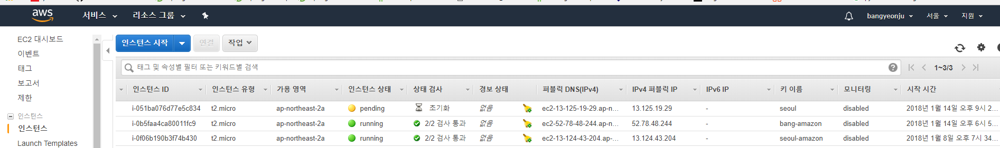 aws 서비스 리소스 그룹 bangyeonju 서울 지원
EC2 대시보드
이벤트
태그
보고서
제한
인스턴스
인스턴스
Launch Templates
인스턴스 시작 연결 작업
태그 및 속성별 필터 또는 키워드별 검색 1~3/3
인스턴스 ID 인스턴스 유형 가용 영역 인스턴스 상태 상태 검사 경보 상태 퍼블릭 DNS(IPv4) IPv4 퍼블릭 IP IPv6 IP 키 이름 모니터링 시작 시간
i-051ba076d77e5c834 t2.micro ap-northeast-2a pending 초기화 없음 ec2-13-125-19-29.ap-n... 13.125.19.29 - seoul disabled 2018년 1월 14일 오후 9시 2...
i-0b5faa4ca80011fc9 t2.micro ap-northeast-2a running 2/2 검사 통과 없음 ec2-52-78-48-244.ap-n... 52.78.48.244 - bang-amazon disabled 2018년 1월 14일 오후 6시 5...
i-0f06b190b3f74b430 t2.micro ap-northeast-2a running 2/2 검사 통과 없음 ec2-13-124-43-204.ap-... 13.124.43.204 - seoul-amazon disabled 2018년 1월 8일 오후 7시 34...